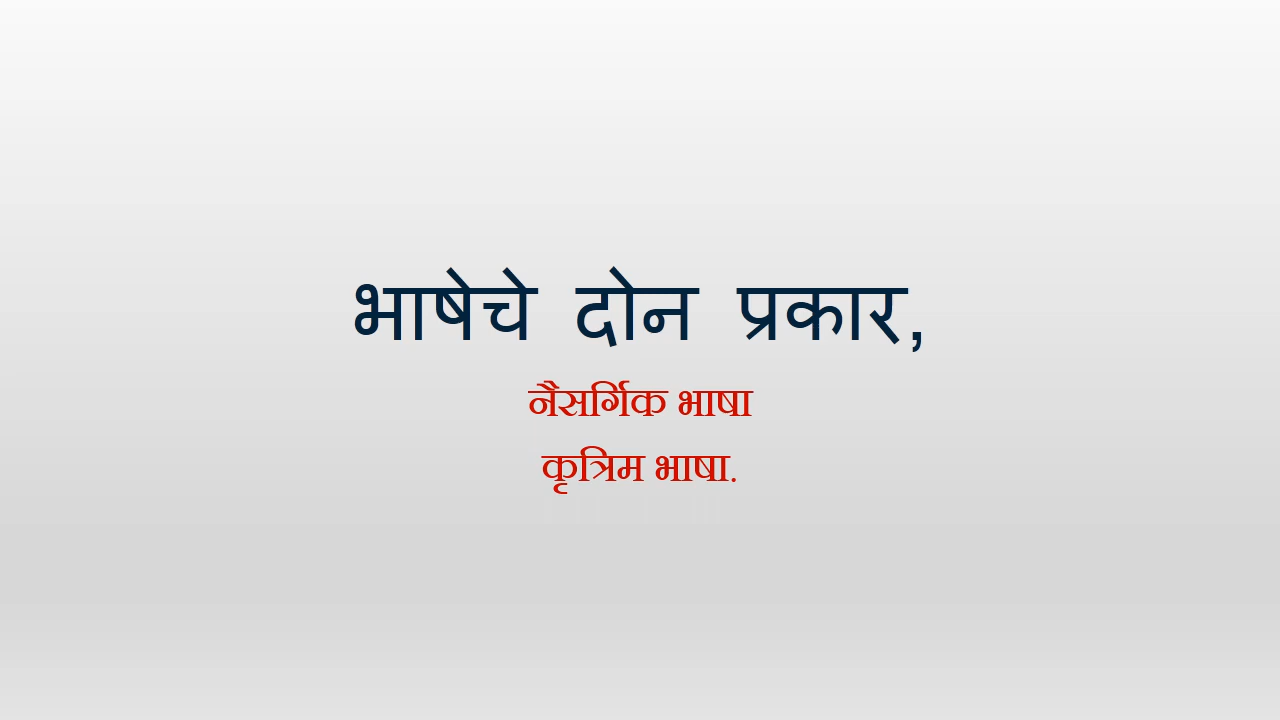 भाषेचे दोन प्रकार,
नैसर्गिक भाषा
कृत्रिम भाषा.